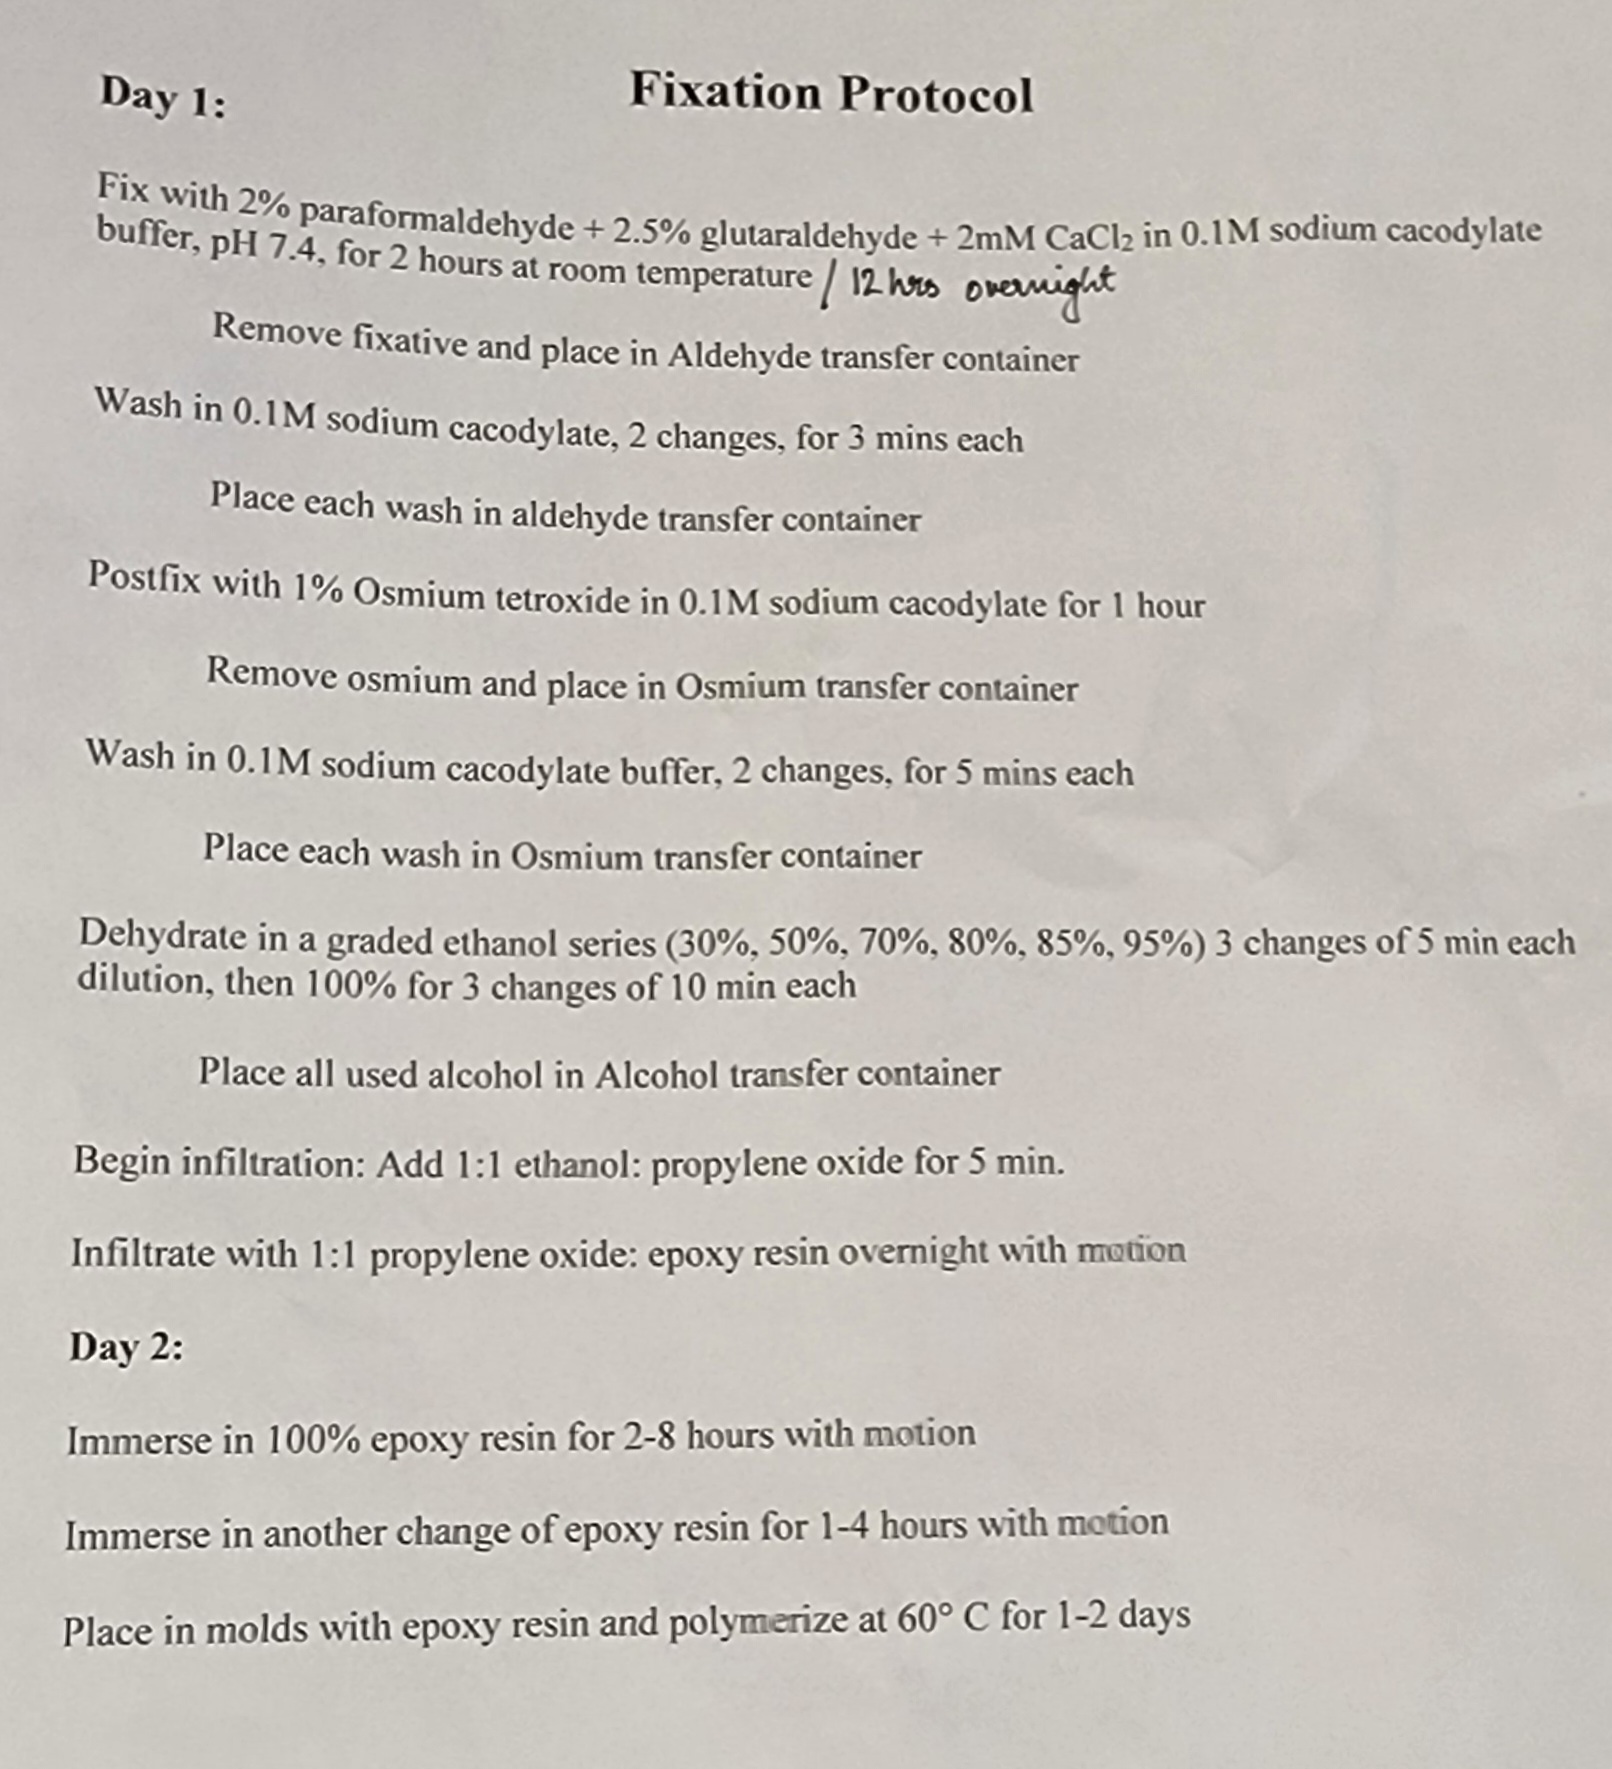 Day 1:
Fixation Protocol
Fix with 2% paraformaldehyde + 2.5% glutaraldehyde + 2mM CaCl₂ in 0.1M sodium cacodylate
buffer, pH 7.4, for 2 hours at room temperature / 12 hrs overnight
Remove fixative and place in Aldehyde transfer container
Wash in 0.1M sodium cacodylate, 2 changes, for 3 mins each
Place each wash in aldehyde transfer container
Postfix with 1% Osmium tetroxide in 0.1M sodium cacodylate for 1 hour
Remove osmium and place in Osmium transfer container
Wash in 0.1M sodium cacodylate buffer, 2 changes, for 5 mins each
Place each wash in Osmium transfer container
Dehydrate in a graded ethanol series (30%, 50%, 70%, 80%, 85%, 95%) 3 changes of 5 min each
dilution, then 100% for 3 changes of 10 min each
Place all used alcohol in Alcohol transfer container
Begin infiltration: Add 1:1 ethanol: propylene oxide for 5 min.
Infiltrate with 1:1 propylene oxide: epoxy resin overnight with motion
Day 2:
Immerse in 100% epoxy resin for 2-8 hours with motion
Immerse in another change of epoxy resin for 1-4 hours with motion
Place in molds with epoxy resin and polymerize at 60° C for 1-2 days